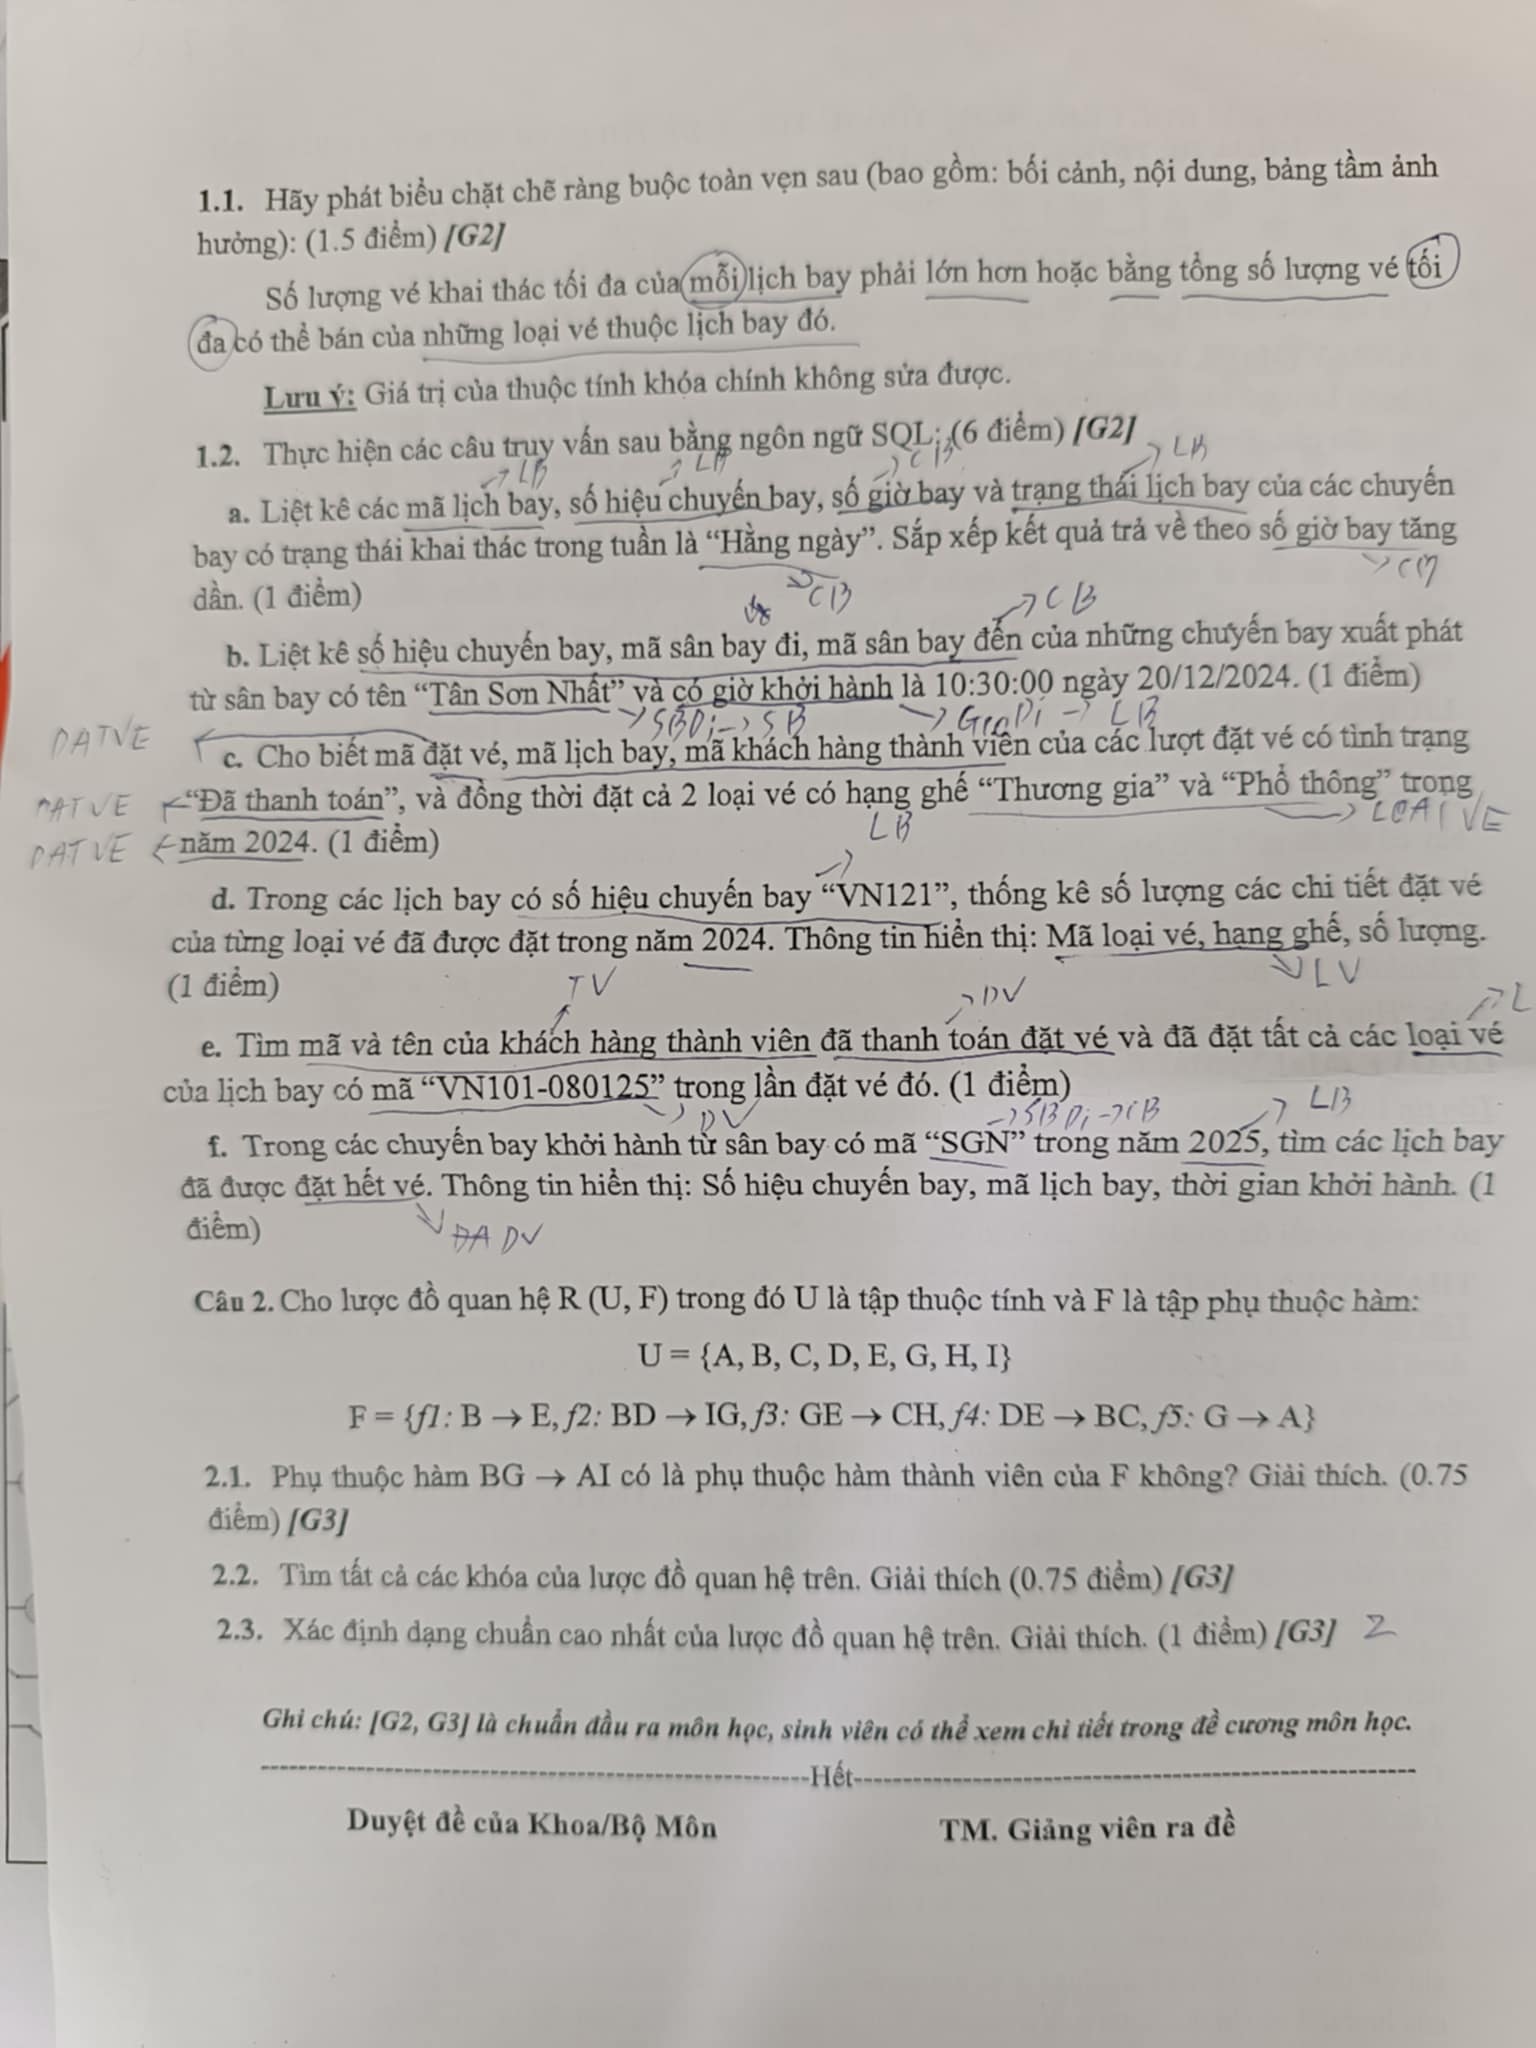 1.1. Hãy phát biểu chặt chẽ ràng buộc toàn vẹn sau (bao gồm: bối cảnh, nội dung, bảng tầm ảnh
hưởng): (1.5 điểm) [G2]
Số lượng vé khai thác tối đa của mỗi lịch bay phải lớn hơn hoặc bằng tổng số lượng vé tối
đa có thể bán của những loại vé thuộc lịch bay đó.
Lưu ý: Giá trị của thuộc tính khóa chính không sửa được.
1.2. Thực hiện các câu truy vấn sau bằng ngôn ngữ SQL: (6 điểm) [G2]
LB LB CB LB
a. Liệt kê các mã lịch bay, số hiệu chuyến bay, số giờ bay và trạng thái lịch bay của các chuyến
bay có trạng thái khai thác trong tuần là “Hằng ngày”. Sắp xếp kết quả trả về theo số giờ bay tăng
dần. (1 điểm)
CB CB
CB
b. Liệt kê số hiệu chuyến bay, mã sân bay đi, mã sân bay đến của những chuyến bay xuất phát
từ sân bay có tên “Tân Sơn Nhất” và có giờ khởi hành là 10:30:00 ngày 20/12/2024. (1 điểm)
SBDi → SB GioDi → LB
DATVE
c. Cho biết mã đặt vé, mã lịch bay, mã khách hàng thành viên của các lượt đặt vé có tình trạng
DATVE “Đã thanh toán”, và đồng thời đặt cả 2 loại vé có hạng ghế “Thương gia” và “Phổ thông” trong
LOAIVE
DATVE năm 2024. (1 điểm)
LB
d. Trong các lịch bay có số hiệu chuyến bay “VN121”, thống kê số lượng các chi tiết đặt vé
của từng loại vé đã được đặt trong năm 2024. Thông tin hiển thị: Mã loại vé, hạng ghế, số lượng.
(1 điểm)
LV
TV DV L
e. Tìm mã và tên của khách hàng thành viên đã thanh toán đặt vé và đã đặt tất cả các loại vé
của lịch bay có mã “VN101-080125” trong lần đặt vé đó. (1 điểm)
DV SBDi → CB LB
f. Trong các chuyến bay khởi hành từ sân bay có mã “SGN” trong năm 2025, tìm các lịch bay
đã được đặt hết vé. Thông tin hiển thị: Số hiệu chuyến bay, mã lịch bay, thời gian khởi hành. (1
điểm)
DV
Câu 2. Cho lược đồ quan hệ R (U, F) trong đó U là tập thuộc tính và F là tập phụ thuộc hàm:
U = {A, B, C, D, E, G, H, I}
F = {f1: B → E, f2: BD → IG, f3: GE → CH, f4: DE → BC, f5: G → A}
2.1. Phụ thuộc hàm BG → AI có là phụ thuộc hàm thành viên của F không? Giải thích. (0.75
điểm) [G3]
2.2. Tìm tất cả các khóa của lược đồ quan hệ trên. Giải thích (0.75 điểm) [G3]
2.3. Xác định dạng chuẩn cao nhất của lược đồ quan hệ trên. Giải thích. (1 điểm) [G3] 2
Ghi chú: [G2, G3] là chuẩn đầu ra môn học, sinh viên có thể xem chi tiết trong đề cương môn học.
Hết
Duyệt đề của Khoa/Bộ Môn TM. Giảng viên ra đề